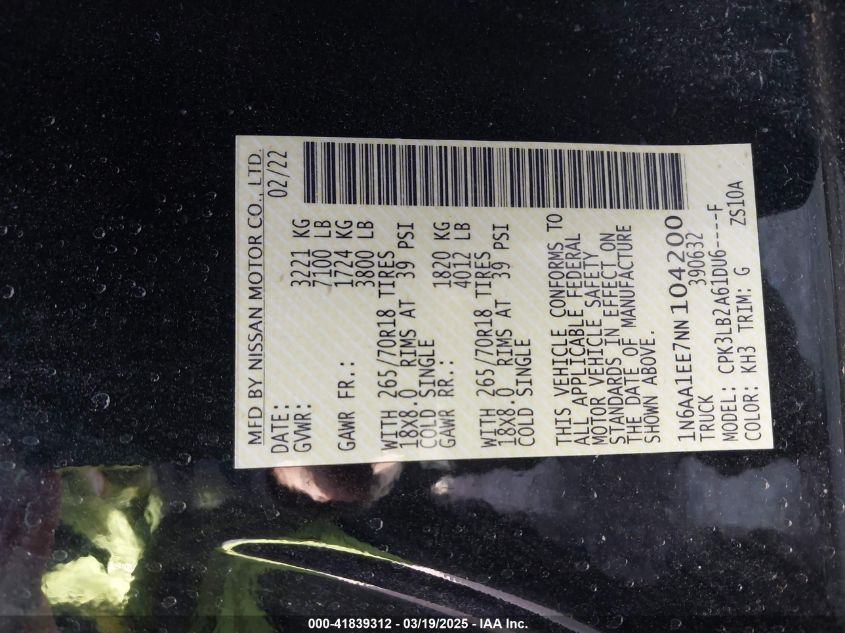 MFD BY NISSAN MOTOR CO., LTD.
DATE: 02/22
GVWR: 3221 KG
7100 LB
GAWR FR.: 1724 KG
3860 LB
WITH 265/70R18 TIRES
18X8.0 RIMS AT 39 PSI
COLD SINGLE
GAWR RR.: 1820 KG
4012 LB
WITH 265/70R18 TIRES
18X8.0 RIMS AT 39 PSI
COLD SINGLE
THIS VEHICLE CONFORMS TO
ALL APPLICABLE FEDERAL
MOTOR VEHICLE SAFETY
STANDARDS IN EFFECT ON
THE DATE OF MANUFACTURE
SHOWN ABOVE.
1N6AA1EE7NN104200
TRUCK 390632
MODEL: CPK3LB2A61DU6----F
COLOR: KH3 TRIM: G ZS10A
000-41839312 - 03/19/2025 - IAA Inc.